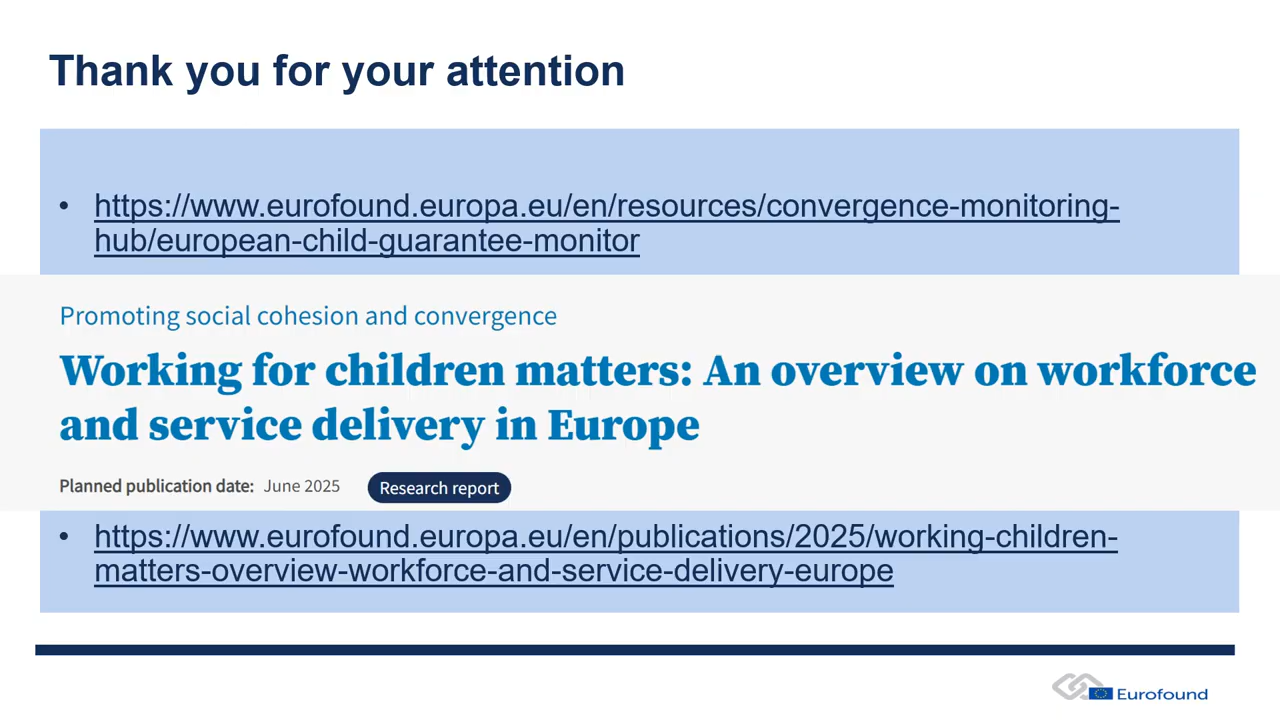 Thank you for your attention
• https://www.eurofound.europa.eu/en/resources/convergence-monitoring-
hub/european-child-guarantee-monitor
Promoting social cohesion and convergence
Working for children matters: An overview on workforce
and service delivery in Europe
Planned publication date: June 2025 Research report
• https://www.eurofound.europa.eu/en/publications/2025/working-children-
matters-overview-workforce-and-service-delivery-europe
Eurofound